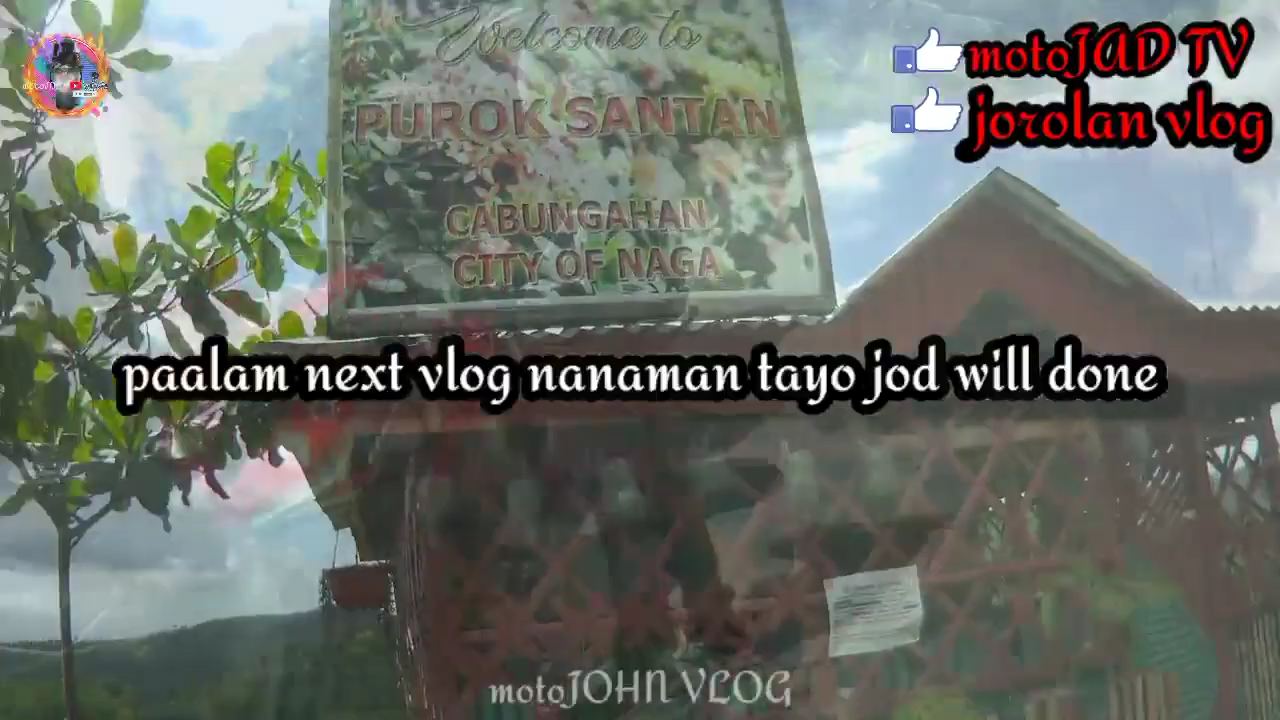 Welcome to
PUROK SANTAN
CABUNGAHAN
CITY OF NAGA
motoJAD TV
jorolan vlog
paalam next vlog nanaman tayo jod will done
motoJOHN VLOG